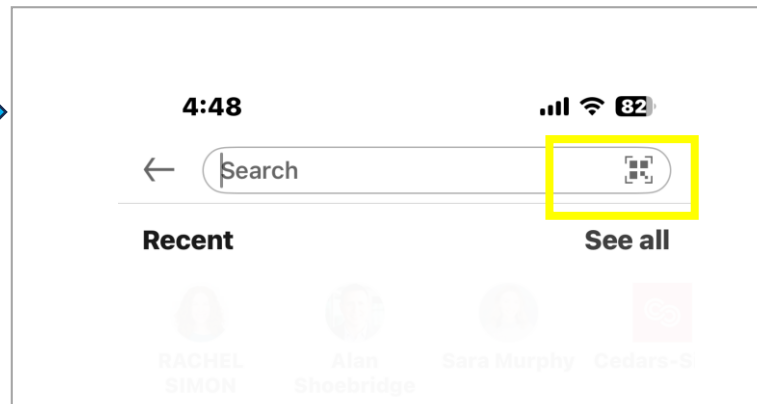 4:48 82
Search
Recent See all
RACHEL Alan Sara Murphy Cedars-S
SIMON Shoebridge